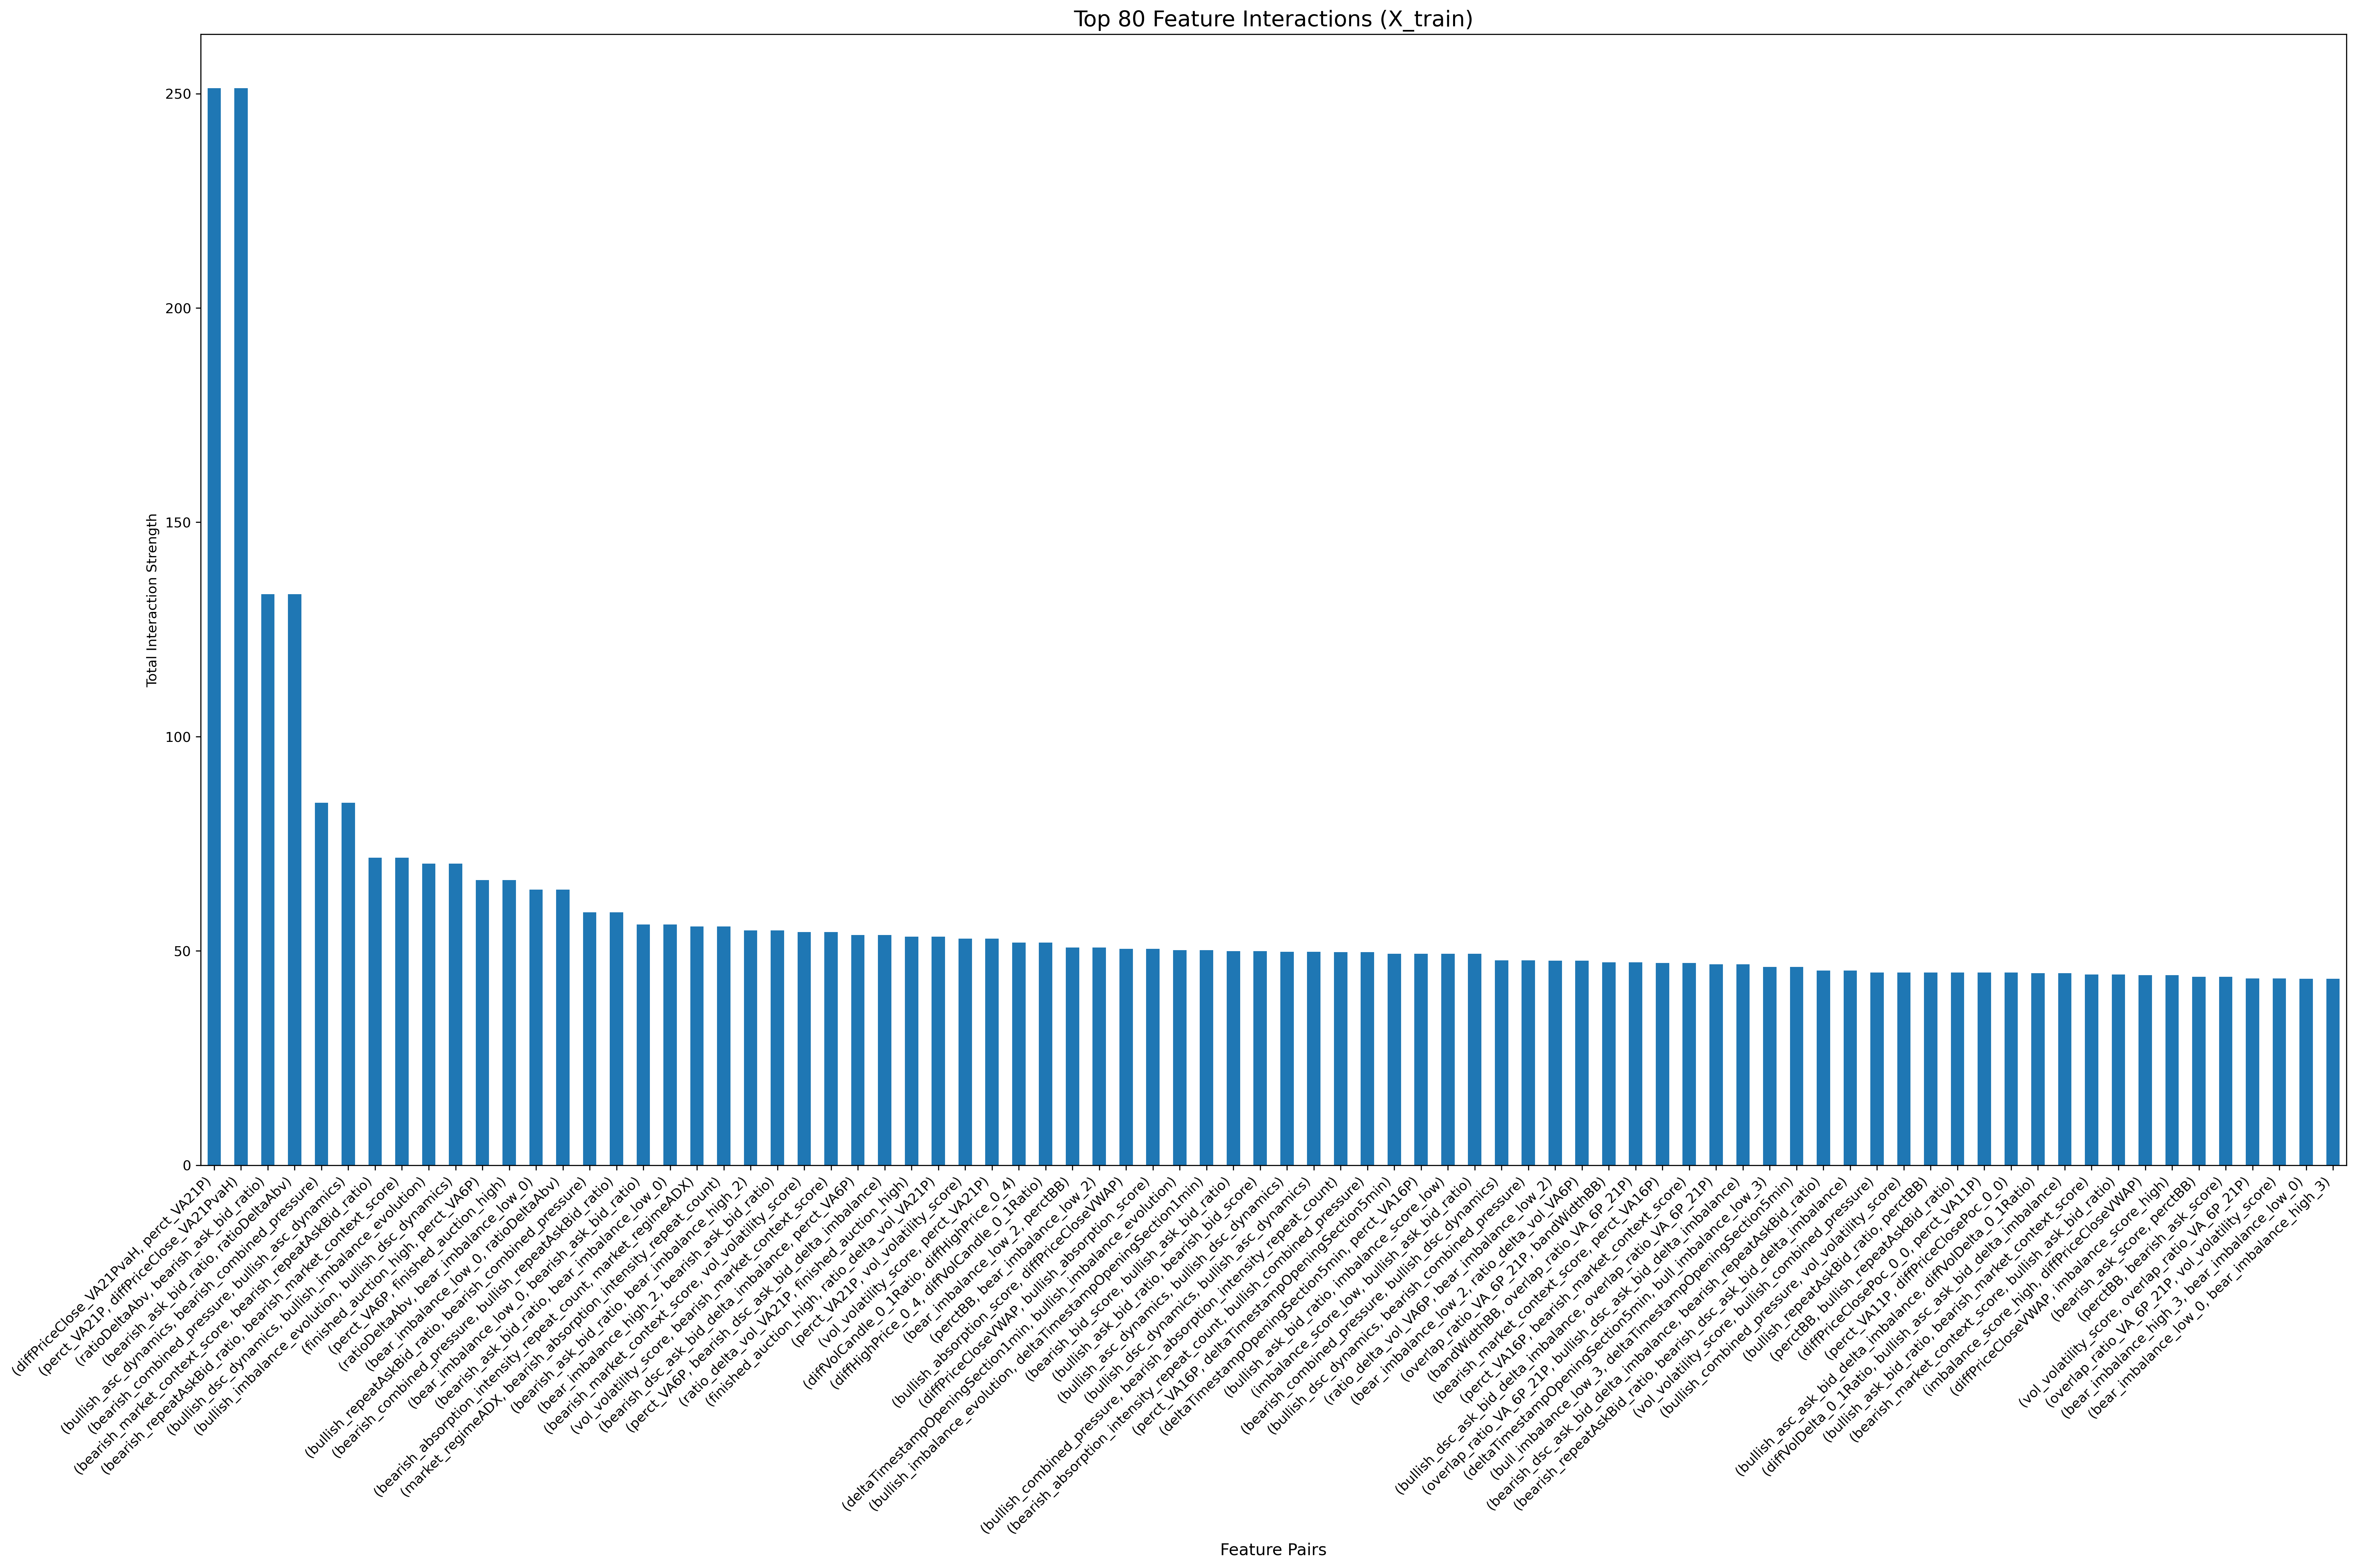 Top 80 Feature Interactions (X_train)
Total Interaction Strength
250
200
150
100
50
0
(diffPriceClose_VA21PvaH, perct_VA21P)
(perct_VA21P, diffPriceClose_VA21PvaH)
(ratioDeltaAbv, bearish_ask_bid_ratio)
(bearish_ask_bid_ratio, ratioDeltaAbv)
(bullish_asc_dynamics, bearish_combined_pressure)
(bearish_combined_pressure, bullish_asc_dynamics)
(bearish_market_context_score, bearish_repeatAskBid_ratio)
(bearish_repeatAskBid_ratio, bearish_market_context_score)
(bullish_dsc_dynamics, bullish_imbalance_evolution)
(bullish_imbalance_evolution, bullish_dsc_dynamics)
(finished_auction_high, perct_VA6P)
(perct_VA6P, finished_auction_high)
(ratioDeltaAbv, bear_imbalance_low_0)
(bear_imbalance_low_0, ratioDeltaAbv)
(bullish_repeatAskBid_ratio, bearish_combined_pressure)
(bearish_combined_pressure, bullish_repeatAskBid_ratio)
(bear_imbalance_low_0, bearish_ask_bid_ratio)
(bearish_ask_bid_ratio, bear_imbalance_low_0)
(bearish_absorption_intensity_repeat_count, market_regimeADX)
(market_regimeADX, bearish_absorption_intensity_repeat_count)
(bearish_ask_bid_ratio, bear_imbalance_high_2)
(bear_imbalance_high_2, bearish_ask_bid_ratio)
(bearish_market_context_score, vol_volatility_score)
(vol_volatility_score, bearish_market_context_score)
(bearish_dsc_ask_bid_delta_imbalance, perct_VA6P)
(perct_VA6P, bearish_dsc_ask_bid_delta_imbalance)
(ratio_delta_vol_VA21P, finished_auction_high)
(finished_auction_high, ratio_delta_vol_VA21P)
(perct_VA21P, vol_volatility_score)
(vol_volatility_score, perct_VA21P)
(diffVolCandle_0_1Ratio, diffHighPrice_0_4)
(diffHighPrice_0_4, diffVolCandle_0_1Ratio)
(bear_imbalance_low_2, perctBB)
(perctBB, bear_imbalance_low_2)
(bullish_absorption_score, diffPriceCloseVWAP)
(diffPriceCloseVWAP, bullish_absorption_score)
(deltaTimestampOpeningSection1min, bullish_imbalance_evolution)
(bullish_imbalance_evolution, deltaTimestampOpeningSection1min)
(bearish_bid_score, bullish_ask_bid_ratio)
(bullish_ask_bid_ratio, bearish_bid_score)
(bullish_asc_dynamics, bullish_dsc_dynamics)
(bullish_dsc_dynamics, bullish_asc_dynamics)
(bullish_combined_pressure, bearish_absorption_intensity_repeat_count)
(bearish_absorption_intensity_repeat_count, bullish_combined_pressure)
(perct_VA16P, deltaTimestampOpeningSection5min)
(deltaTimestampOpeningSection5min, perct_VA16P)
(bullish_ask_bid_ratio, imbalance_score_low)
(imbalance_score_low, bullish_ask_bid_ratio)
(bearish_combined_pressure, bullish_dsc_dynamics)
(bullish_dsc_dynamics, bearish_combined_pressure)
(ratio_delta_vol_VA6P, bear_imbalance_low_2)
(bear_imbalance_low_2, ratio_delta_vol_VA6P)
(overlap_ratio_VA_6P_21P, bandWidthBB)
(bandWidthBB, overlap_ratio_VA_6P_21P)
(bearish_market_context_score, perct_VA16P)
(perct_VA16P, bearish_market_context_score)
(bullish_dsc_ask_bid_delta_imbalance, overlap_ratio_VA_6P_21P)
(overlap_ratio_VA_6P_21P, bullish_dsc_ask_bid_delta_imbalance)
(deltaTimestampOpeningSection5min, bull_imbalance_low_3)
(bull_imbalance_low_3, deltaTimestampOpeningSection5min)
(bearish_dsc_ask_bid_delta_imbalance, bearish_repeatAskBid_ratio)
(bearish_repeatAskBid_ratio, bearish_dsc_ask_bid_delta_imbalance)
(vol_volatility_score, bullish_combined_pressure)
(bullish_combined_pressure, vol_volatility_score)
(bullish_repeatAskBid_ratio, perctBB)
(perctBB, bullish_repeatAskBid_ratio)
(diffPriceClosePoc_0_0, perct_VA11P)
(perct_VA11P, diffPriceClosePoc_0_0)
(bullish_asc_ask_bid_delta_imbalance, diffVolDelta_0_1Ratio)
(diffVolDelta_0_1Ratio, bullish_asc_ask_bid_delta_imbalance)
(bullish_ask_bid_ratio, bearish_market_context_score)
(bearish_market_context_score, bullish_ask_bid_ratio)
(imbalance_score_high, diffPriceCloseVWAP)
(diffPriceCloseVWAP, imbalance_score_high)
(bearish_ask_score, perctBB)
(perctBB, bearish_ask_score)
(vol_volatility_score, overlap_ratio_VA_6P_21P)
(overlap_ratio_VA_6P_21P, vol_volatility_score)
(bear_imbalance_high_3, bear_imbalance_low_0)
(bear_imbalance_low_0, bear_imbalance_high_3)
Feature Pairs